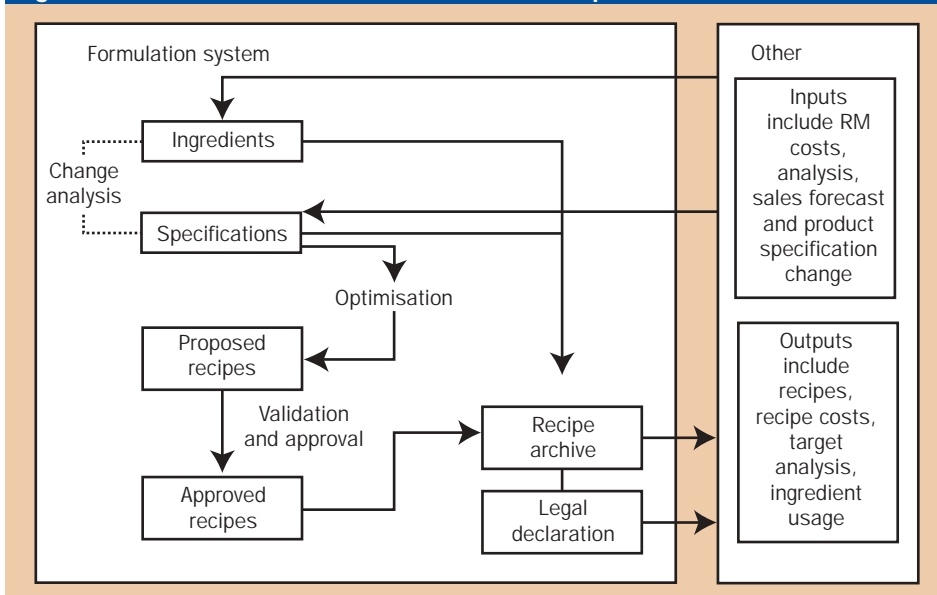 Formulation system
Ingredients
Change
analysis
Specifications
Optimisation
Proposed
recipes
Validation
and approval
Approved
recipes
Recipe
archive
Legal
declaration
Other
Inputs
include RM
costs,
analysis,
sales forecast
and product
specification
change
Outputs
include
recipes,
recipe costs,
target
analysis,
ingredient
usage